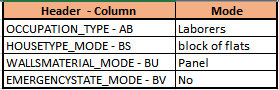 Header - Column Mode
OCCUPATION_TYPE - AB Laborers
HOUSETYPE_MODE - BS block of flats
WALLSMATERIAL_MODE - BU Panel
EMERGENCYSTATE_MODE - BV No